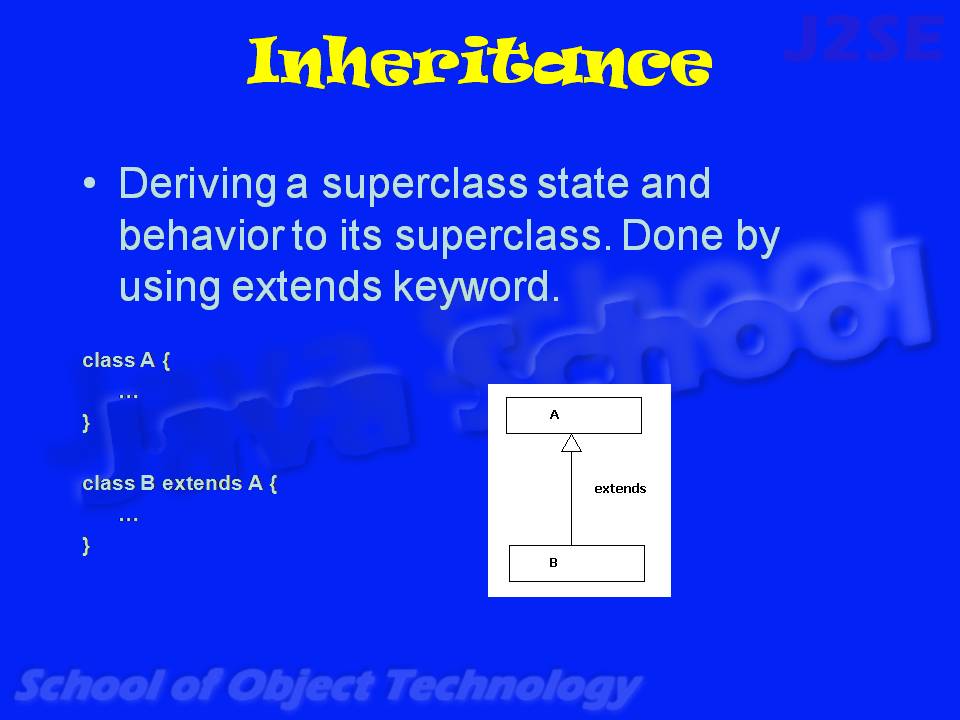 J2SE
Inheritance
• Deriving a superclass state and
behavior to its superclass. Done by
using extends keyword.
class A {
...
}
class B extends A {
...
}
A
extends
B
Java School
School of Object Technology